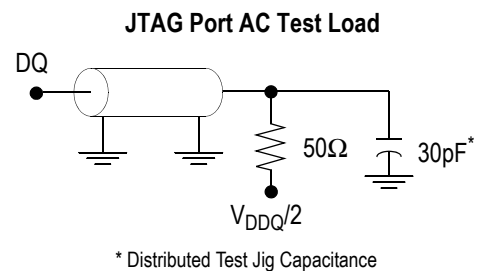 JTAG Port AC Test Load
DQ
50Ω
30pF*
VDDQ/2
* Distributed Test Jig Capacitance